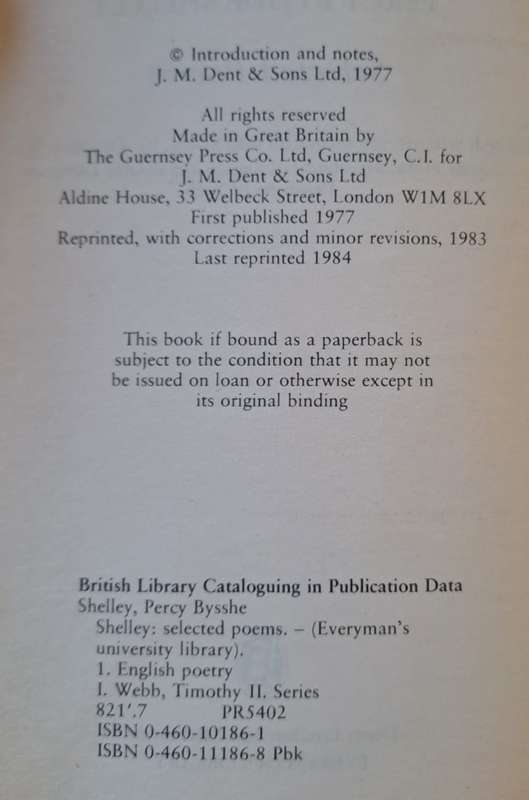 © Introduction and notes,
J. M. Dent & Sons Ltd, 1977
All rights reserved
Made in Great Britain by
The Guernsey Press Co. Ltd, Guernsey, C.I. for
J. M. Dent & Sons Ltd
Aldine House, 33 Welbeck Street, London W1M 8LX
First published 1977
Reprinted, with corrections and minor revisions, 1983
Last reprinted 1984
This book if bound as a paperback is
subject to the condition that it may not
be issued on loan or otherwise except in
its original binding
British Library Cataloguing in Publication Data
Shelley, Percy Bysshe
Shelley: selected poems. – (Everyman's
university library).
1. English poetry
I. Webb, Timothy II. Series
821'.7 PR5402
ISBN 0-460-10186-1
ISBN 0-460-11186-8 Pbk